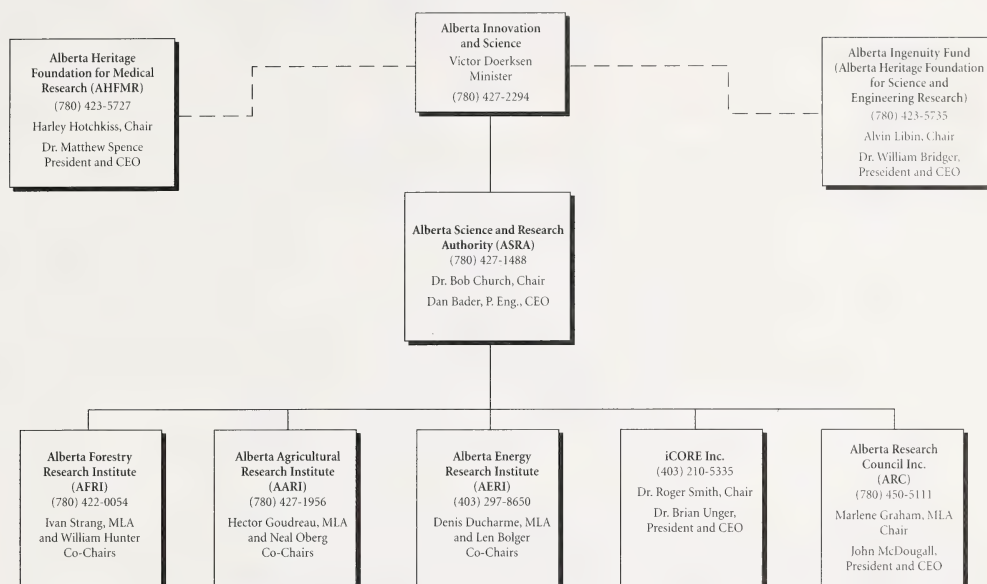 Alberta Innovation
and Science
Victor Doerksen
Minister
(780) 427-2294
Alberta Heritage
Foundation for Medical
Research (AHFMR)
(780) 423-5727
Harley Hotchkiss, Chair
Dr. Matthew Spence
President and CEO
Alberta Ingenuity Fund
(Alberta Heritage Foundation
for Science and
Engineering Research)
(780) 423-5735
Alvin Libin, Chair
Dr. William Bridger,
Preseident and CEO
Alberta Science and Research
Authority (ASRA)
(780) 427-1488
Dr. Bob Church, Chair
Dan Bader, P. Eng., CEO
Alberta Forestry
Research Institute
(AFRI)
(780) 422-0054
Ivan Strang, MLA
and William Hunter
Co-Chairs
Alberta Agricultural
Research Institute
(AARI)
(780) 427-1956
Hector Goudreau, MLA
and Neal Oberg
Co-Chairs
Alberta Energy
Research Institute
(AERI)
(403) 297-8650
Denis Ducharme, MLA
and Len Bolger
Co-Chairs
iCORE Inc.
(403) 210-5335
Dr. Roger Smith, Chair
Dr. Brian Unger,
President and CEO
Alberta Research
Council Inc.
(ARC)
(780) 450-5111
Marlene Graham, MLA
Chair
John McDougall,
President and CEO